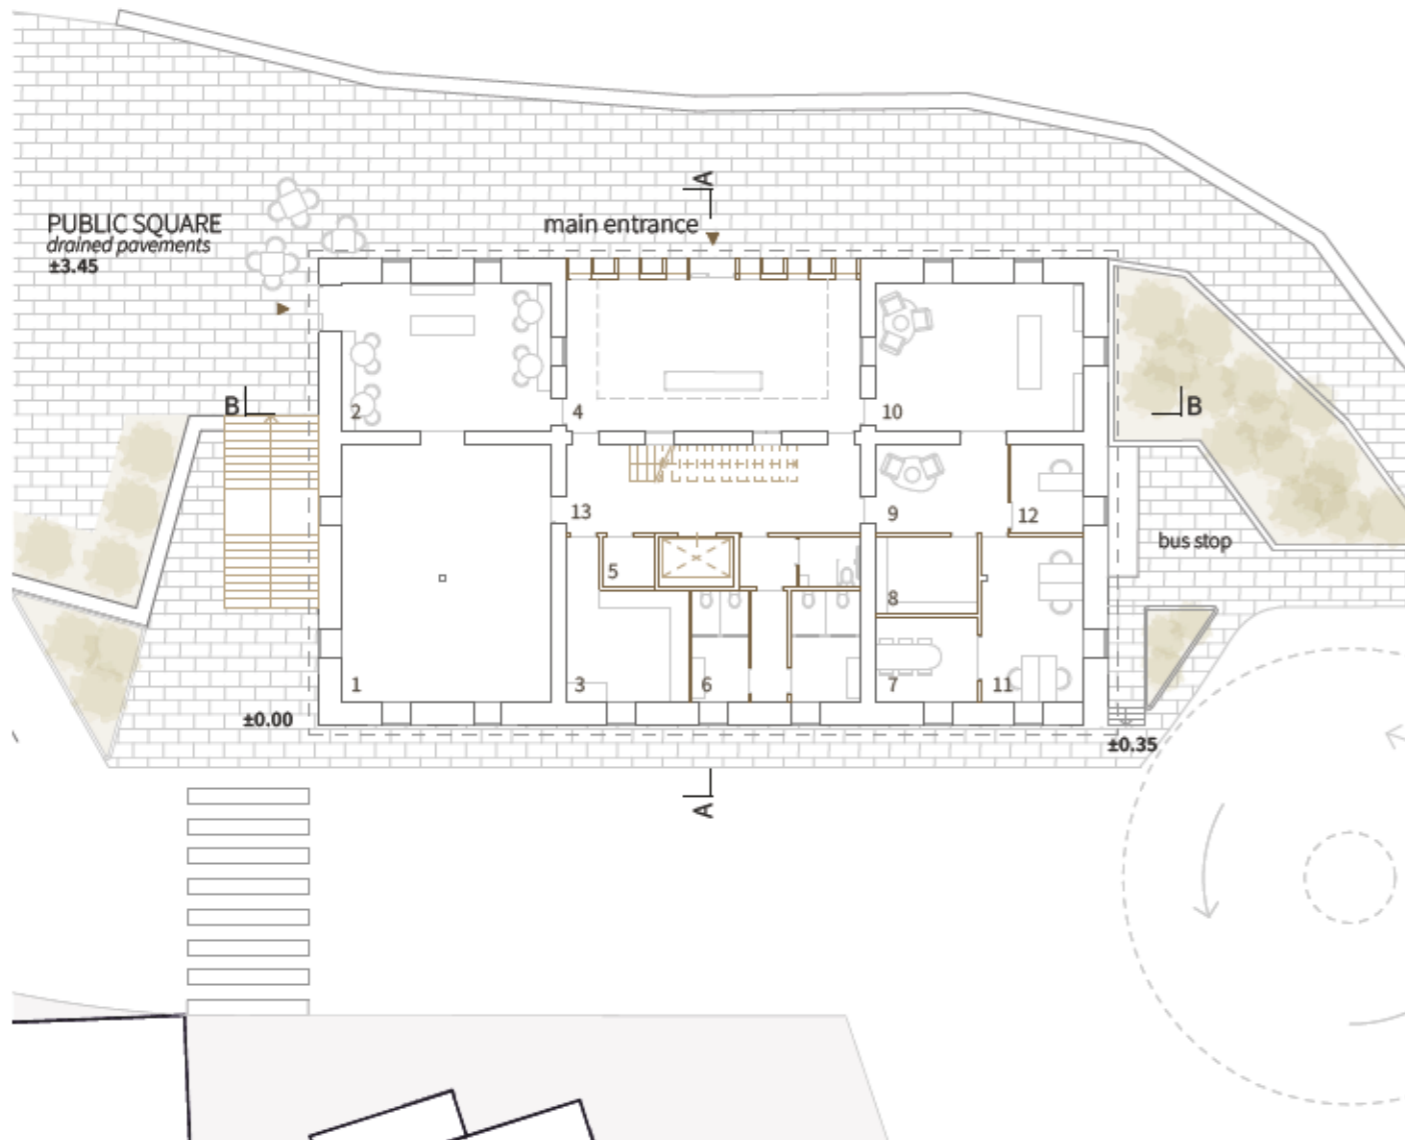 A
PUBLIC SQUARE
main entrance
drained pavements
±3.45
B
B
2
4
10
13
9
12
bus stop
5
8
1
3
6
7
11
±0.00
±0.35
A